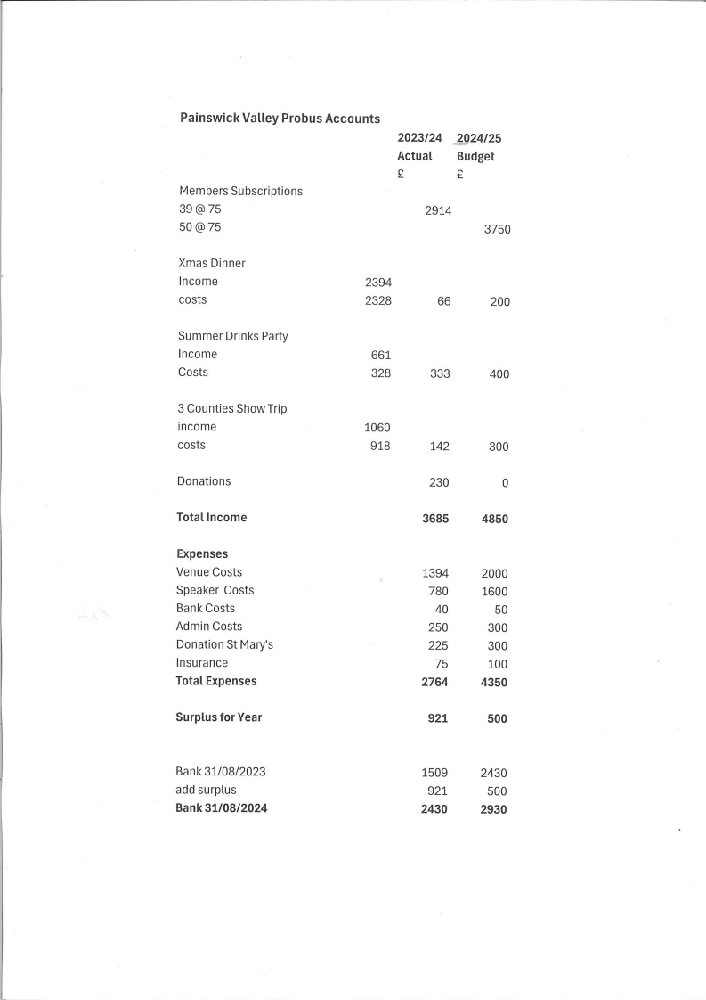 Painswick Valley Probus Accounts
2023/24 2024/25
Actual Budget
£ £
Members Subscriptions
39 @ 75 2914
50 @ 75 3750
Xmas Dinner
Income 2394
costs 2328 66 200
Summer Drinks Party
Income 661
Costs 328 333 400
3 Counties Show Trip
income 1060
costs 918 142 300
Donations 230 0
Total Income 3685 4850
Expenses
Venue Costs 1394 2000
Speaker Costs 780 1600
Bank Costs 40 50
Admin Costs 250 300
Donation St Mary's 225 300
Insurance 75 100
Total Expenses 2764 4350
Surplus for Year 921 500
Bank 31/08/2023 1509 2430
add surplus 921 500
Bank 31/08/2024 2430 2930